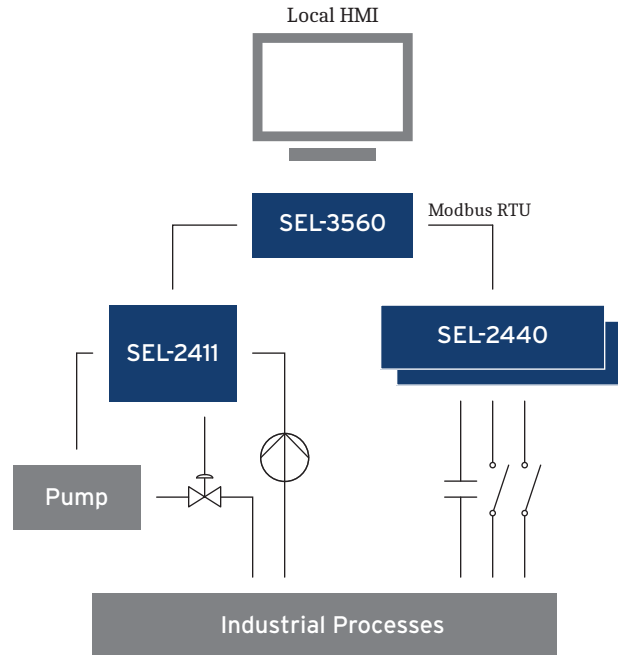 Local HMI
SEL-3560
Modbus RTU
SEL-2411
SEL-2440
Pump
Industrial Processes